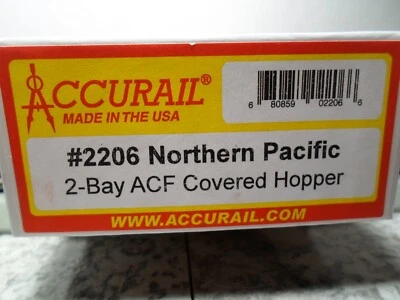 ACCURAIL®
MADE IN THE USA
6 80859 02206 6
#2206 Northern Pacific
2-Bay ACF Covered Hopper
WWW.ACCURAIL.COM